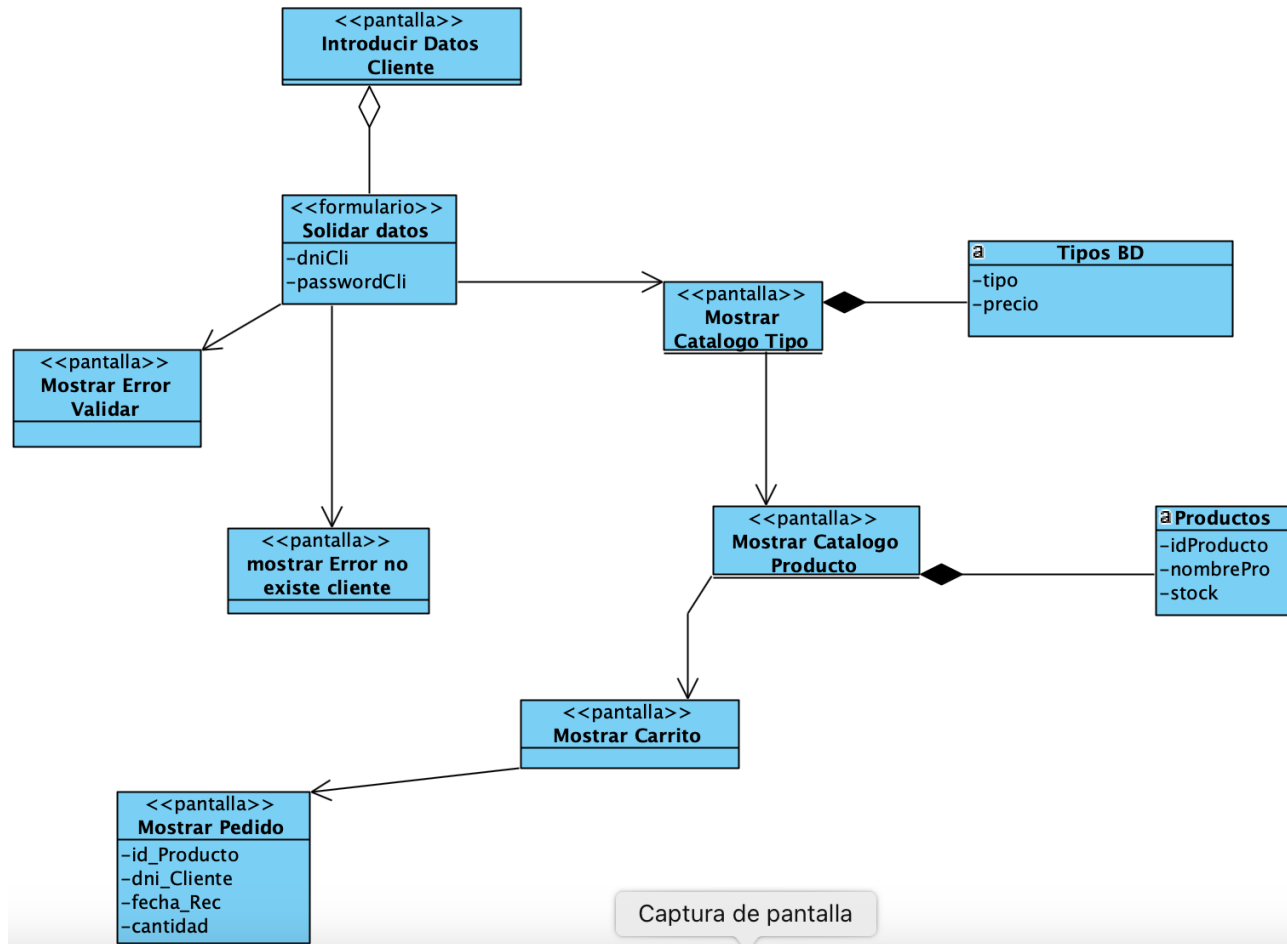 <<pantalla>>
Introducir Datos
Cliente
<<formulario>>
Solidar datos
-dniCli
-passwordCli
<<pantalla>>
Mostrar
Catalogo Tipo
a
Tipos BD
-tipo
-precio
<<pantalla>>
Mostrar Error
Validar
<<pantalla>>
mostrar Error no
existe cliente
<<pantalla>>
Mostrar Catalogo
Producto
a Productos
-idProducto
-nombrePro
-stock
<<pantalla>>
Mostrar Carrito
<<pantalla>>
Mostrar Pedido
-id_Producto
-dni_Cliente
-fecha_Rec
-cantidad
Captura de pantalla